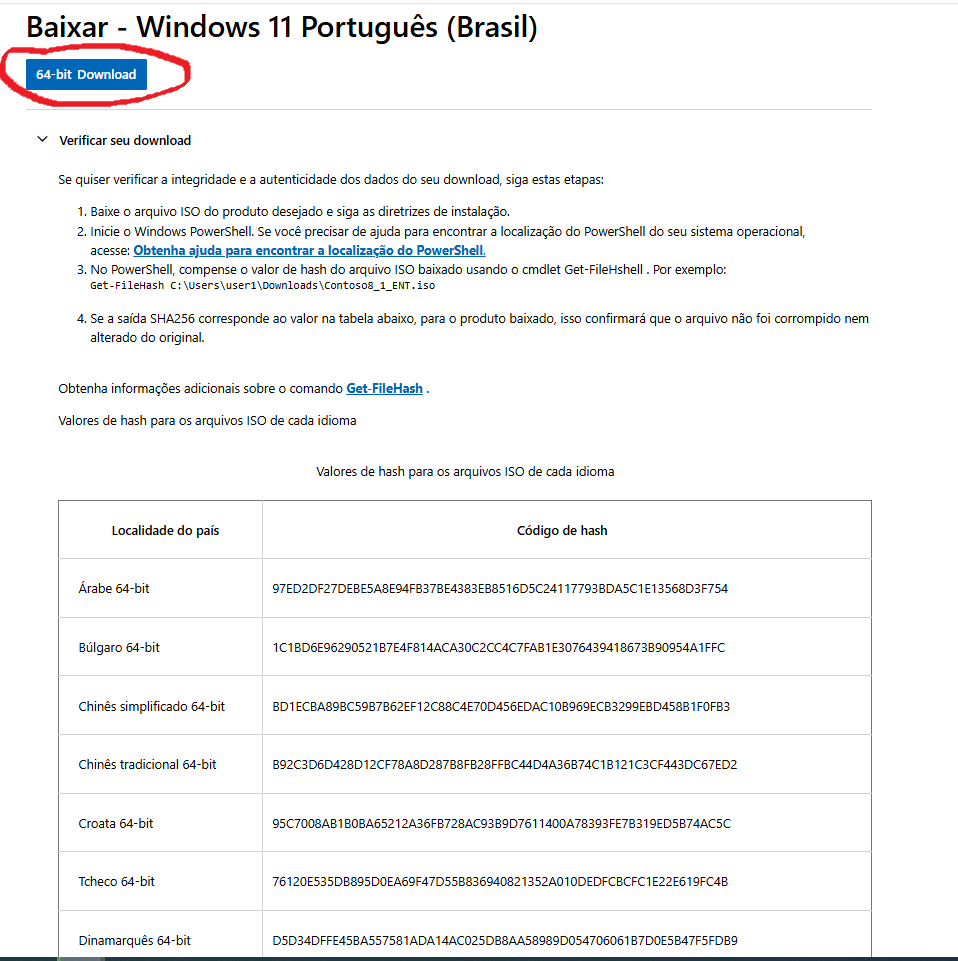 Baixar - Windows 11 Português (Brasil)
64-bit Download
Verificar seu download
Se quiser verificar a integridade e a autenticidade dos dados do seu download, siga estas etapas:
1. Baixe o arquivo ISO do produto desejado e siga as diretrizes de instalação.
2. Inicie o Windows PowerShell. Se você precisar de ajuda para encontrar a localização do PowerShell do seu sistema operacional,
acesse: Obtenha ajuda para encontrar a localização do PowerShell.
3. No PowerShell, compense o valor de hash do arquivo ISO baixado usando o cmdlet Get-FileHshell . Por exemplo:
Get-FileHash C:\Users\user1\Downloads\Contoso8_1_ENT.iso
4. Se a saída SHA256 corresponde ao valor na tabela abaixo, para o produto baixado, isso confirmará que o arquivo não foi corrompido nem
alterado do original.
Obtenha informações adicionais sobre o comando Get-FileHash .
Valores de hash para os arquivos ISO de cada idioma
Valores de hash para os arquivos ISO de cada idioma
Localidade do país Código de hash
Árabe 64-bit 97ED2DF27DEBE5A8E94FB37BE4383EB8516D5C24117793BDA5C1E13568D3F754
Búlgaro 64-bit 1C1BD6E96290521B7E4F814ACA30C2CC4C7FAB1E3076439418673B90954A1FFC
Chinês simplificado 64-bit BD1ECBA89BC59B7B62EF12C88C4E70D456EDAC10B969ECB3299EBD458B1F0FB3
Chinês tradicional 64-bit B92C3D6D428D12CF78A8D287B8FB28FFBC44D4A36B74C1B121C3CF443DC67ED2
Croata 64-bit 95C7008AB1B0BA65212A36FB728AC93B9D7611400A78393FE7B319ED5B74AC5C
Tcheco 64-bit 76120E535DB895D0EA69F47D55B836940821352A010DEDFCBCFC1E22E619FC4B
Dinamarquês 64-bit D5D34DFFE45BA557581ADA14AC025DB8AA58989D054706061B7D0E5B47F5FDB9